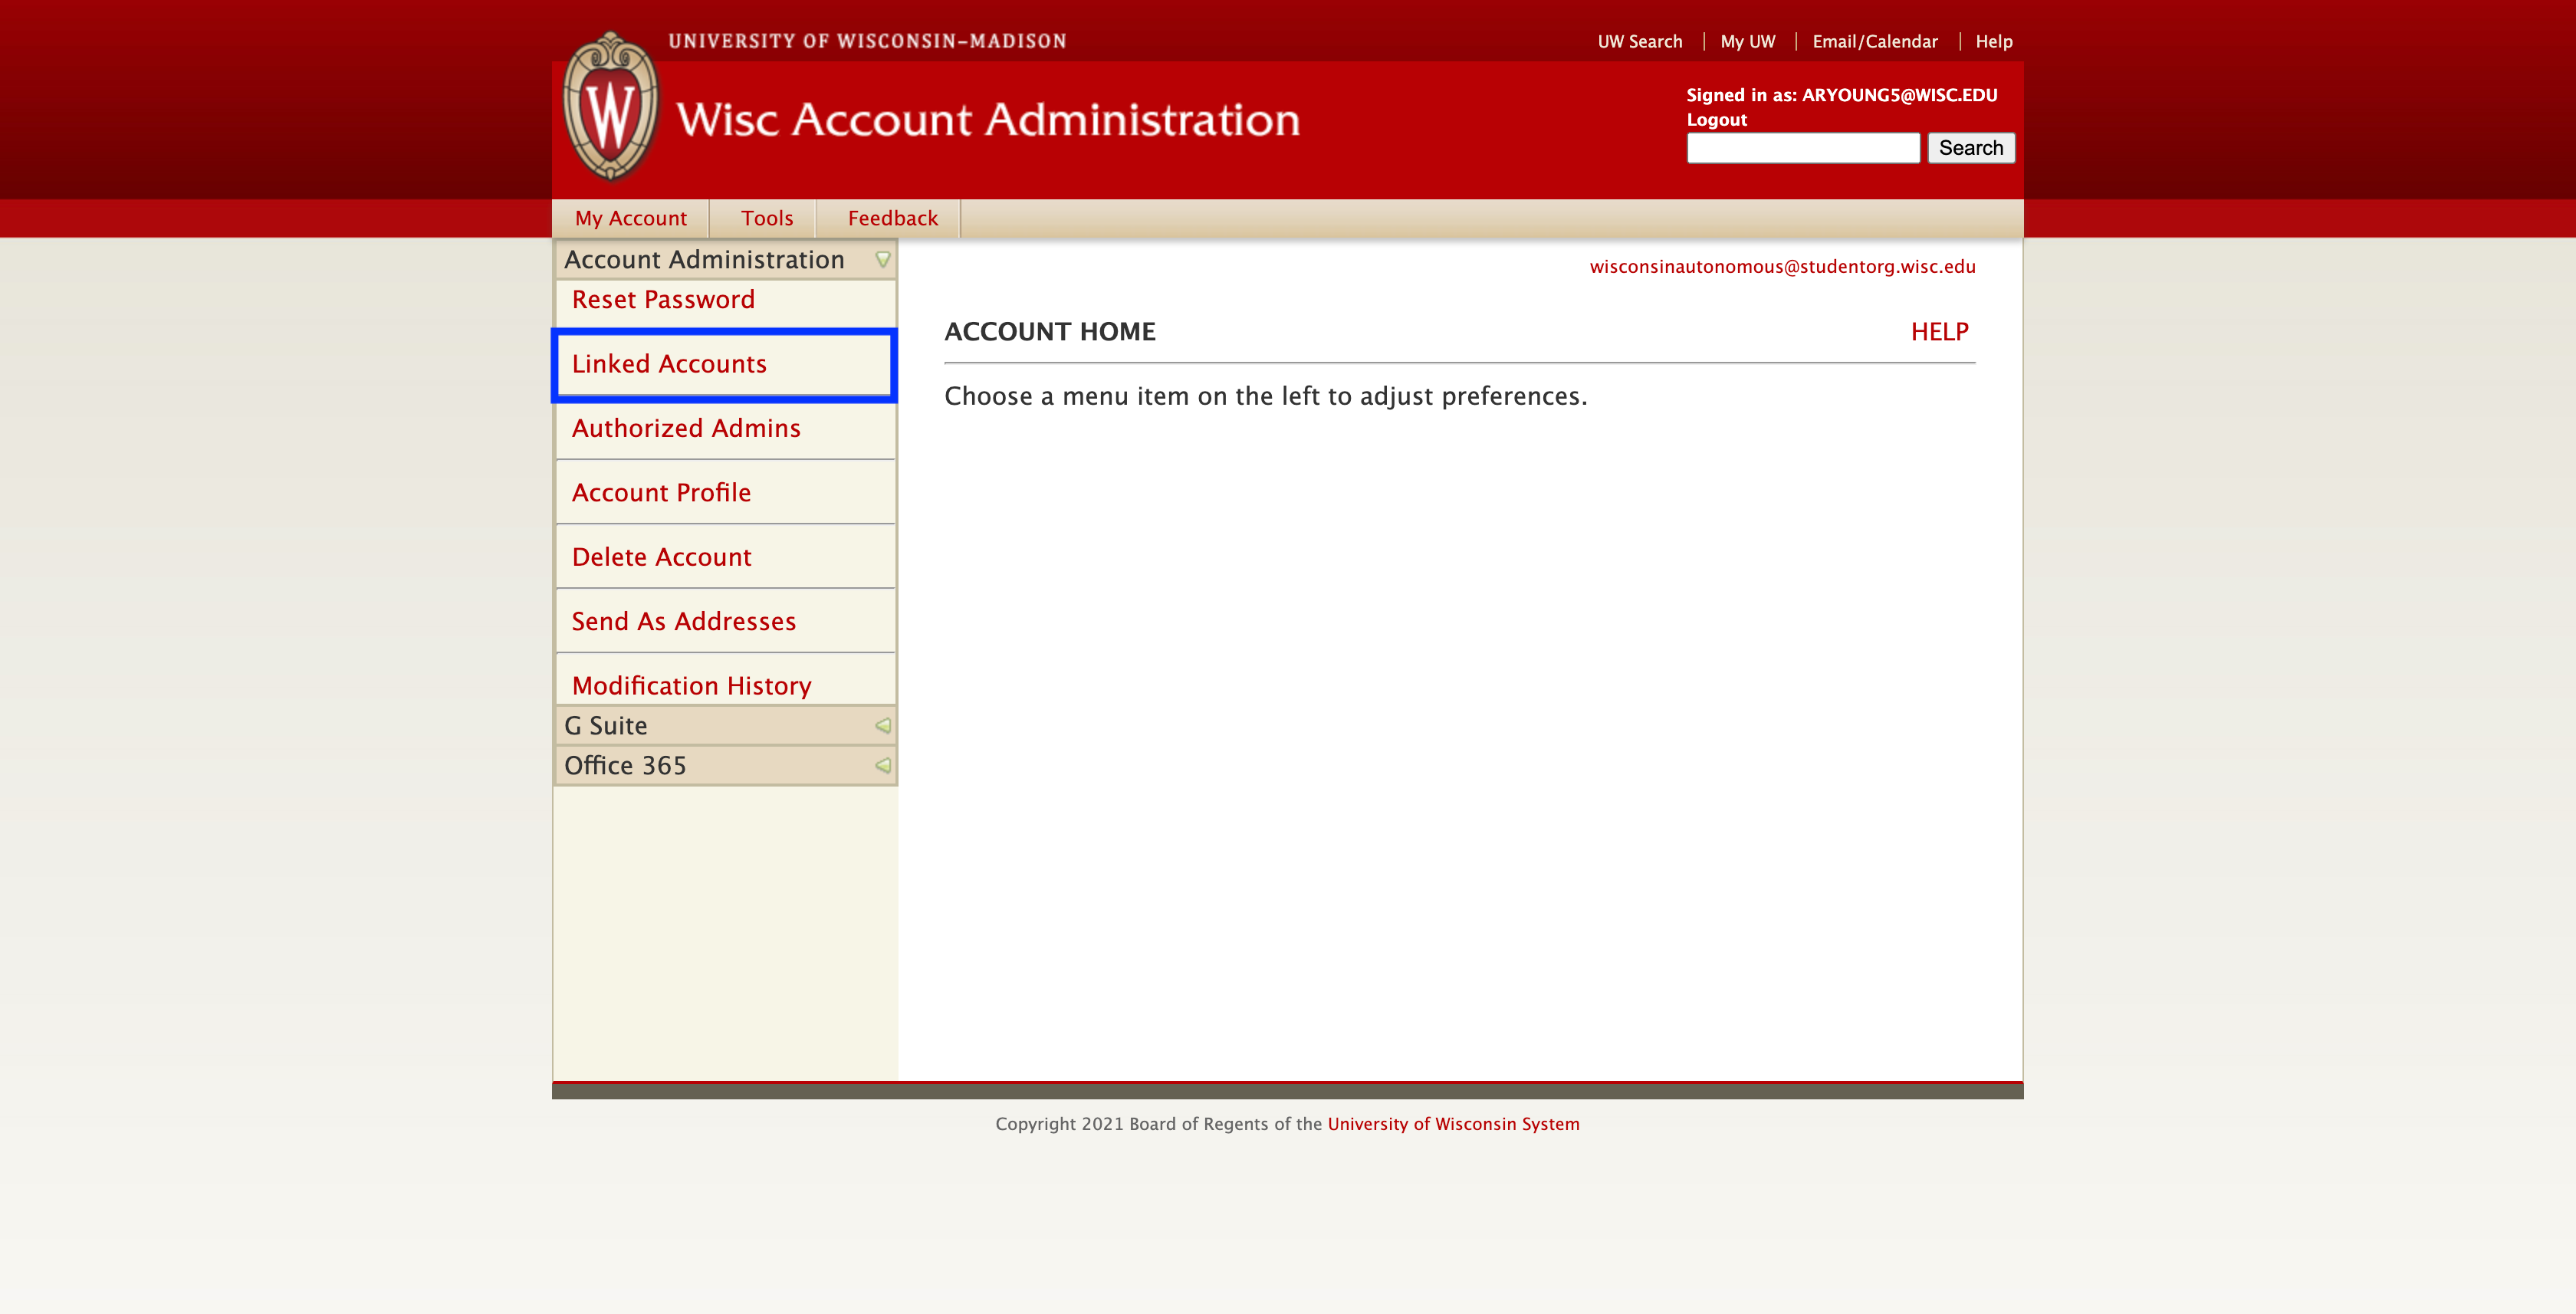 UNIVERSITY OF WISCONSIN–MADISON
UW Search | My UW | Email/Calendar | Help
W
Wisc Account Administration
Signed in as: ARYOUNG5@WISC.EDU
Logout
Search
My Account Tools Feedback
Account Administration
Reset Password
Linked Accounts
Authorized Admins
Account Profile
Delete Account
Send As Addresses
Modification History
G Suite
Office 365
wisconsinautonomous@studentorg.wisc.edu
ACCOUNT HOME HELP
Choose a menu item on the left to adjust preferences.
Copyright 2021 Board of Regents of the University of Wisconsin System